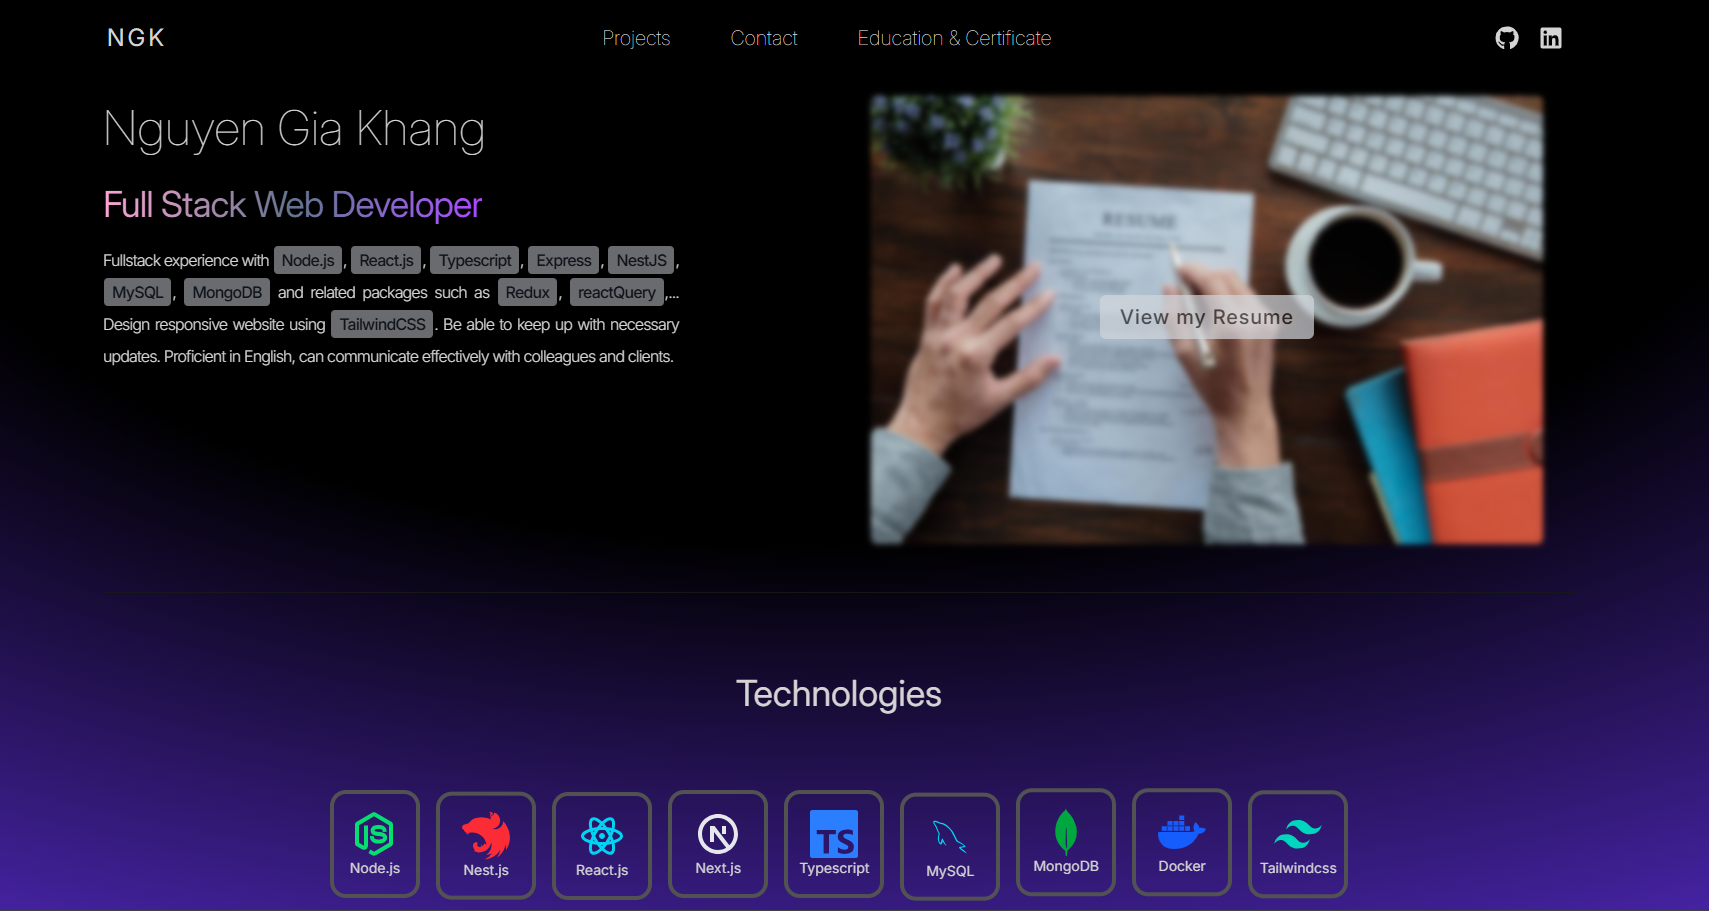 NGK
Projects
Contact
Education & Certificate
Nguyen Gia Khang
Full Stack Web Developer
Fullstack experience with Node.js , React.js , Typescript , Express , NestJS ,
MySQL , MongoDB and related packages such as Redux , reactQuery ,...
Design responsive website using TailwindCSS . Be able to keep up with necessary
updates. Proficient in English, can communicate effectively with colleagues and clients.
RESUME
View my Resume
Technologies
JS
TS
Node.js
Nest.js
React.js
Next.js
Typescript
MySQL
MongoDB
Docker
Tailwindcss